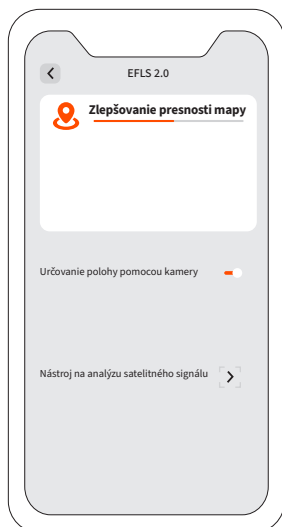 EFLS 2.0
Zlepšovanie presnosti mapy
Určovanie polohy pomocou kamery
Nástroj na analýzu satelitného signálu